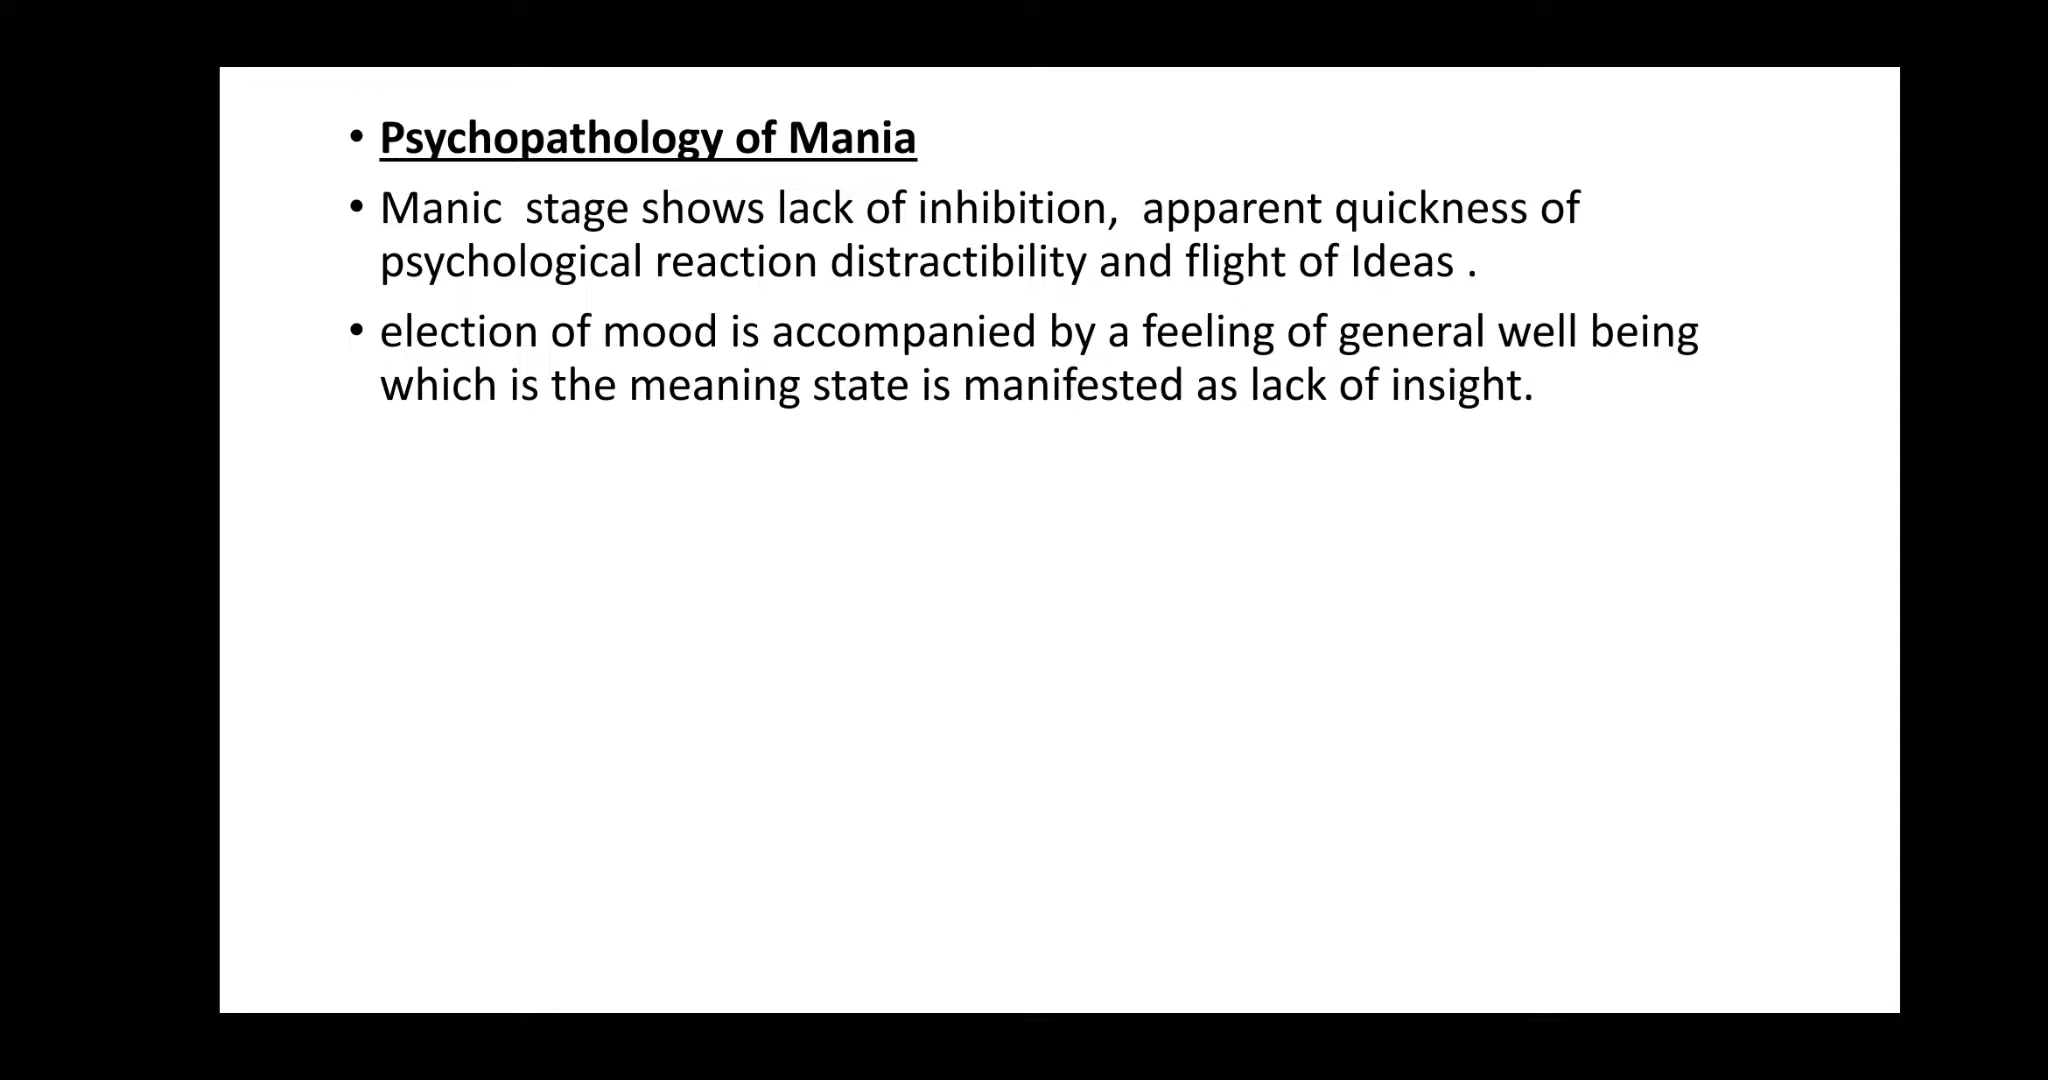 • Psychopathology of Mania
• Manic  stage shows lack of inhibition,  apparent quickness of
psychological reaction distractibility and flight of Ideas .
• election of mood is accompanied by a feeling of general well being
which is the meaning state is manifested as lack of insight.